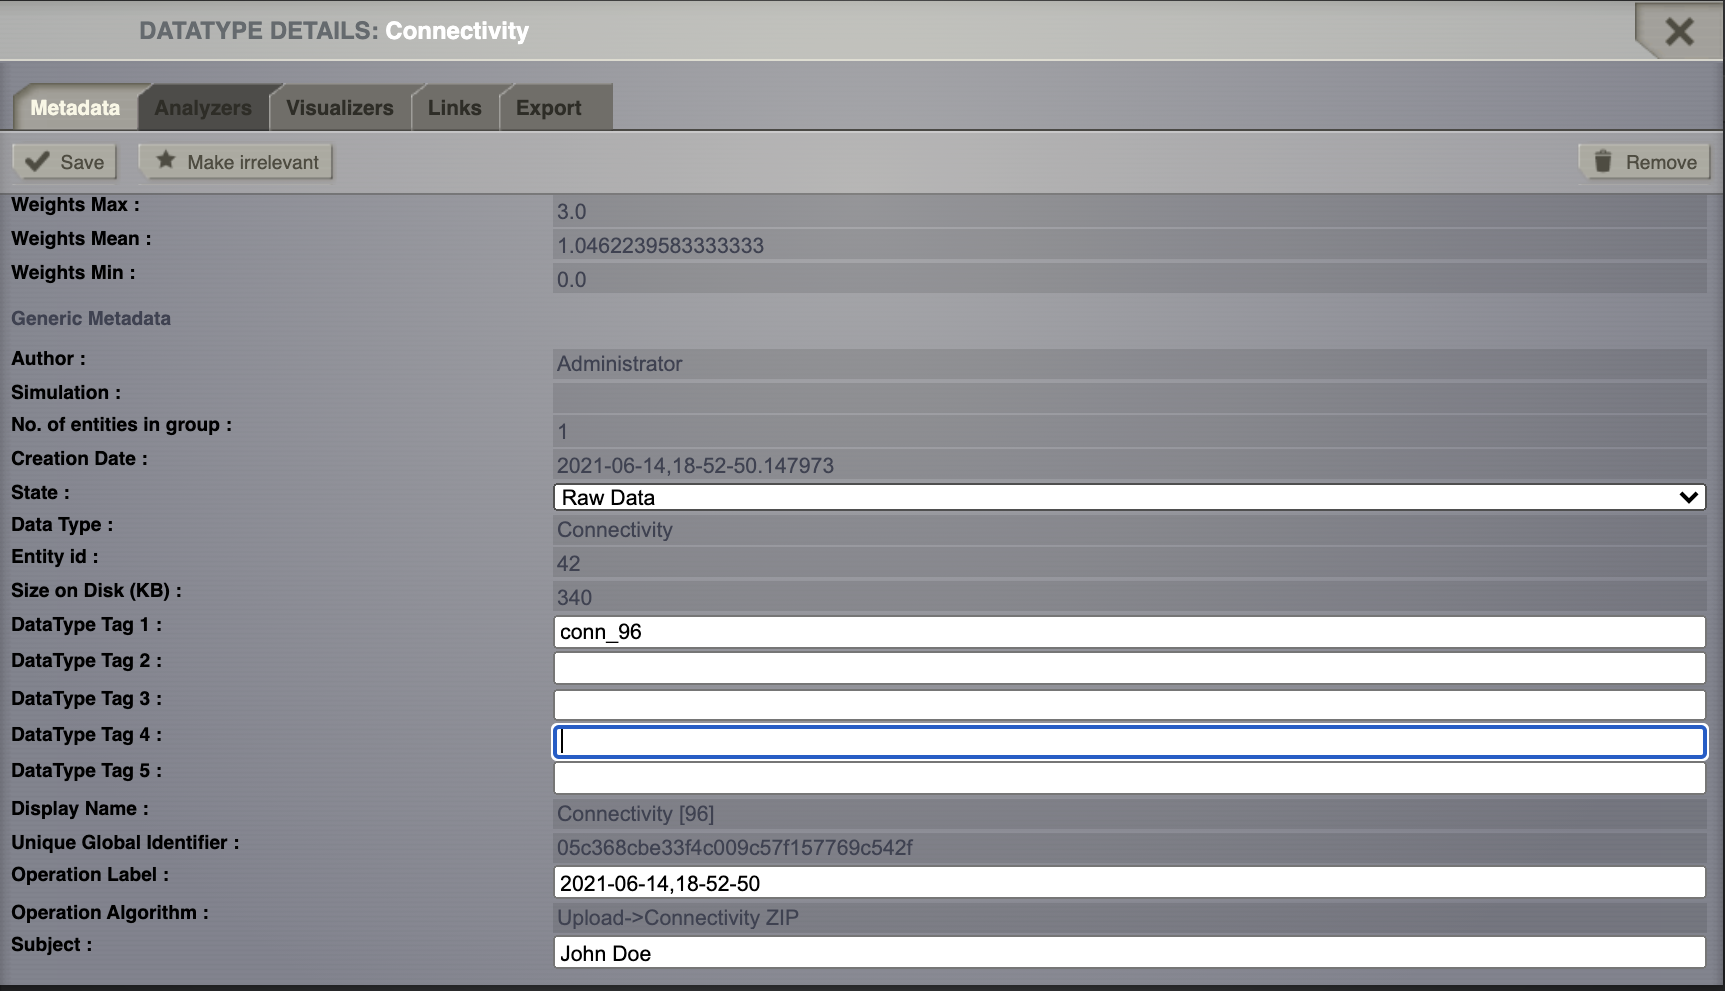 DATATYPE DETAILS: Connectivity
Metadata Analyzers Visualizers Links Export
Save Make irrelevant Remove
Weights Max : 3.0
Weights Mean : 1.0462239583333333
Weights Min : 0.0
Generic Metadata
Author : Administrator
Simulation :
No. of entities in group : 1
Creation Date : 2021-06-14,18-52-50.147973
State : Raw Data
Data Type : Connectivity
Entity id : 42
Size on Disk (KB) : 340
DataType Tag 1 : conn_96
DataType Tag 2 :
DataType Tag 3 :
DataType Tag 4 :
DataType Tag 5 :
Display Name : Connectivity [96]
Unique Global Identifier : 05c368cbe33f4c009c57f157769c542f
Operation Label : 2021-06-14,18-52-50
Operation Algorithm : Upload->Connectivity ZIP
Subject : John Doe